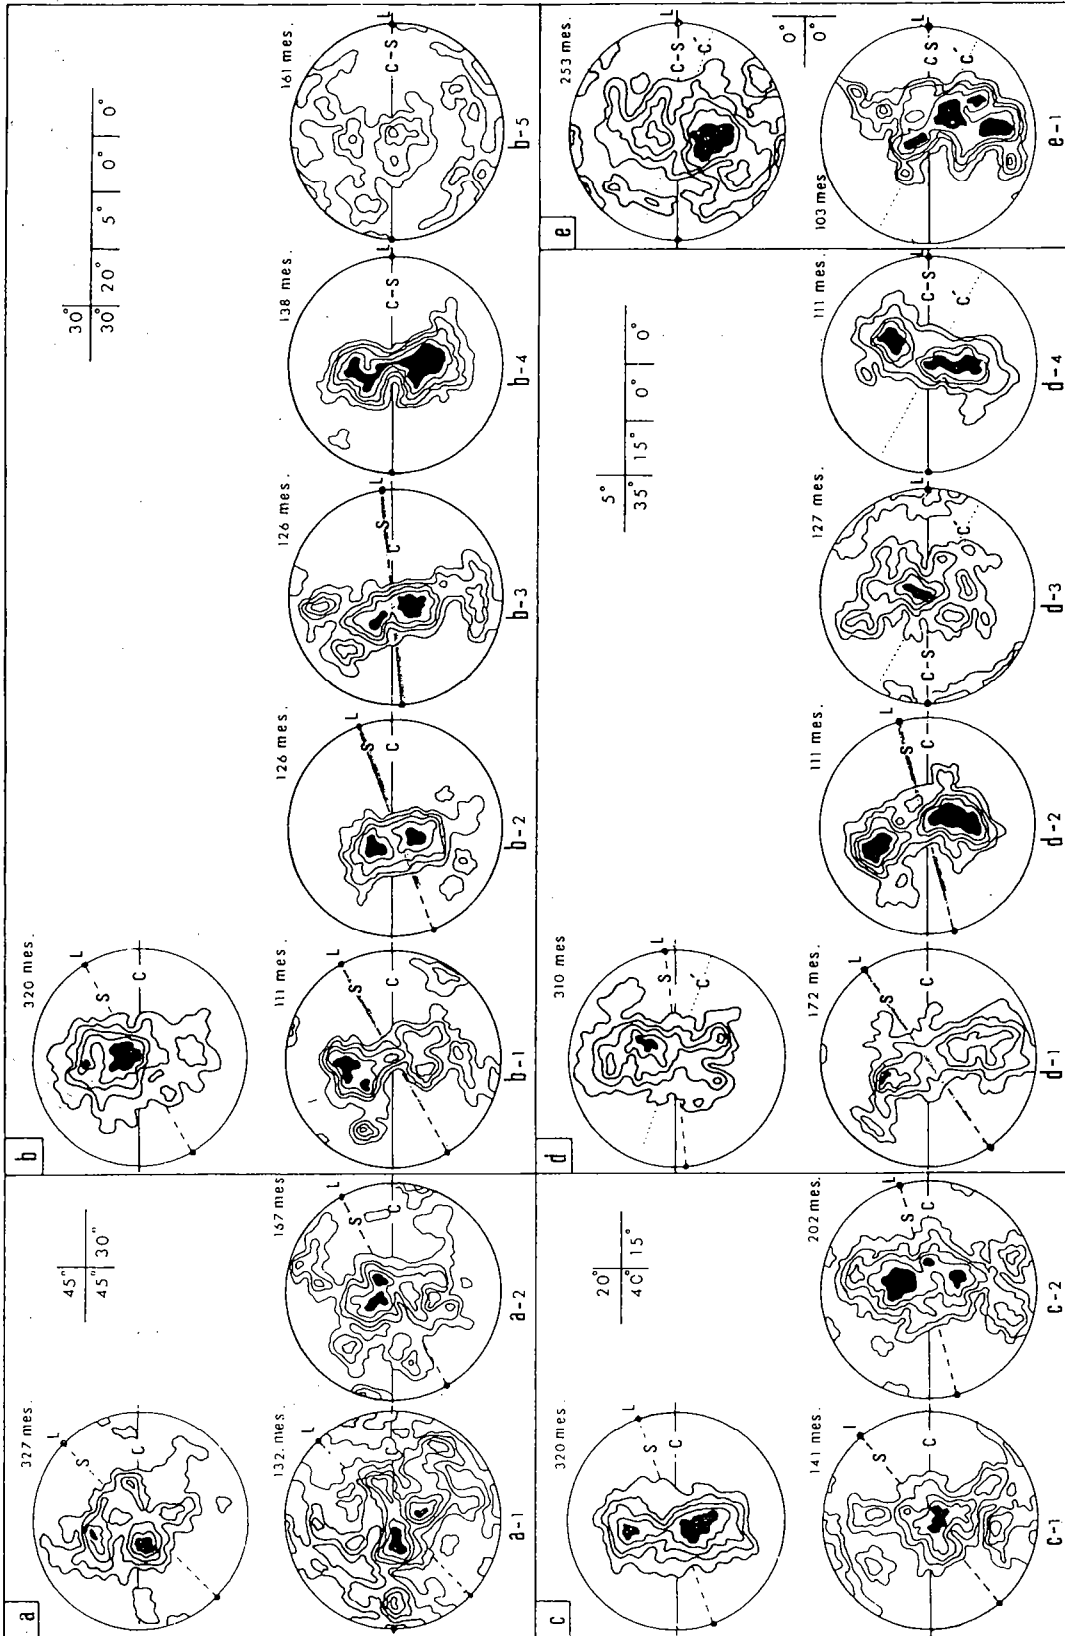 a
327 mes.
L
S
C
45"
45" 30"
132. mes.
L
a-1
167 mes.
L
S
C
a-2
b
320 mes.
L
S
C
30°
30° 20° 5° 0° 0°
111 mes.
L
S
C
b-1
126 mes.
L
S
C
b-2
126 mes.
L
S
C
b-3
138 mes.
L
C-S
b-4
161 mes.
L
C-S
b-5
c
320 mes.
L
S
C
20°
4C° 15°
141 mes.
l
S
C
c-1
202 mes.
L
S
C
c-2
d
310
L
S
C
C'
5°
35° 15° 0° 0°
172 mes.
L
S
C
d-1
111 mes.
L
S
C
d-2
127 mes.
L
C-S
C'
d-3
111 mes.
L
C-S
C'
d-4
e
253 mes.
L
C-S
C'
0°
0°
103 mes
L
C S
C'
e-1